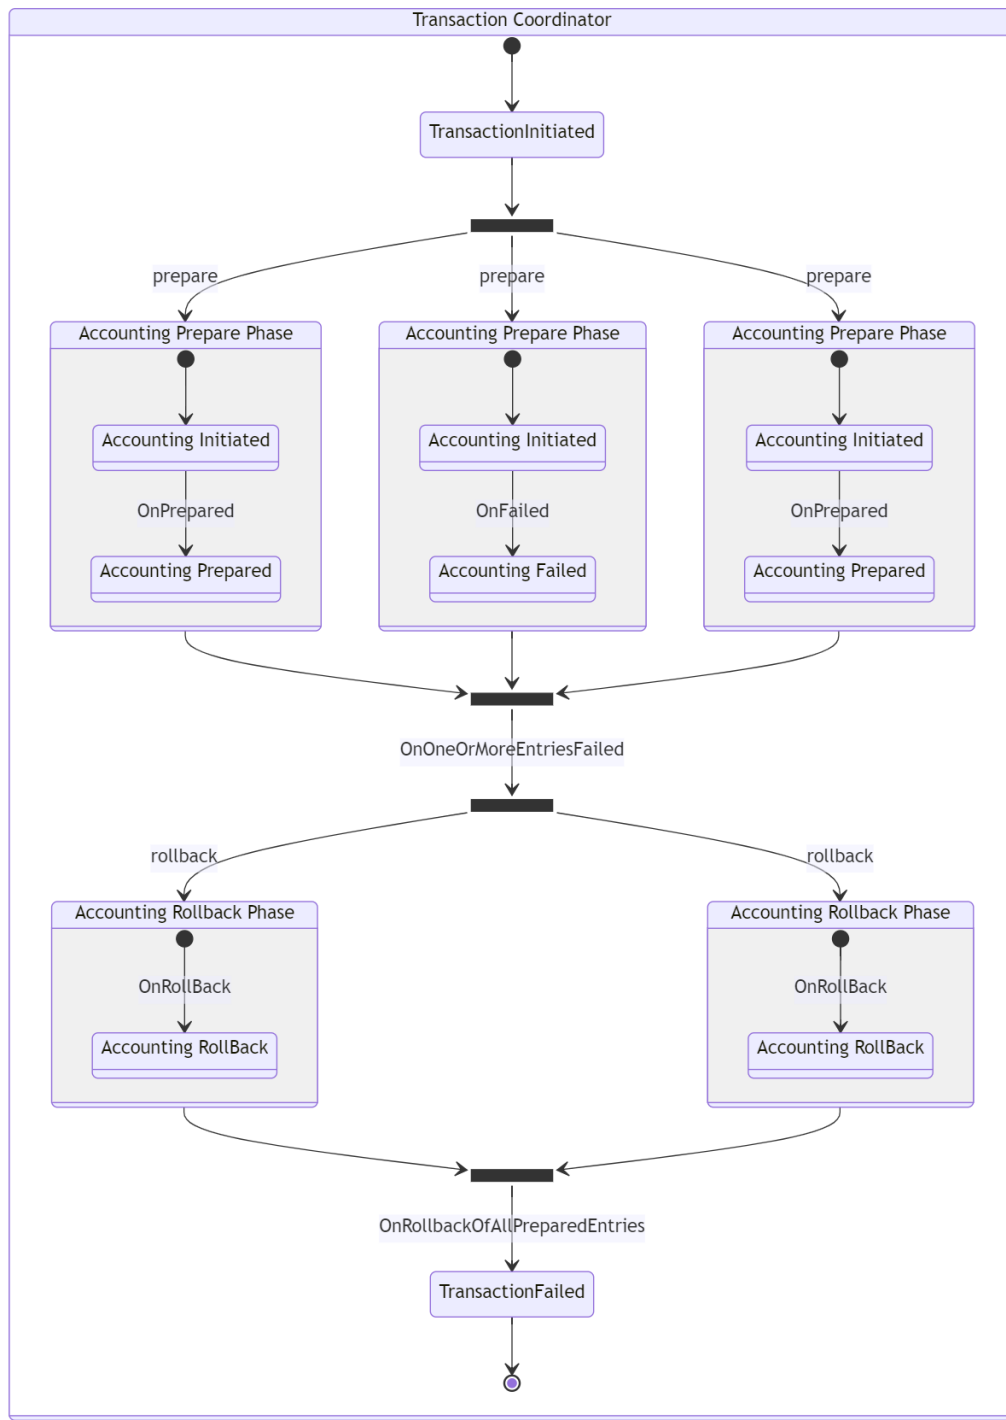 Transaction Coordinator
TransactionInitiated
prepare
prepare
prepare
Accounting Prepare Phase
Accounting Prepare Phase
Accounting Prepare Phase
Accounting Initiated
Accounting Initiated
Accounting Initiated
OnPrepared
OnFailed
OnPrepared
Accounting Prepared
Accounting Failed
Accounting Prepared
OnOneOrMoreEntriesFailed
rollback
rollback
Accounting Rollback Phase
Accounting Rollback Phase
OnRollBack
OnRollBack
Accounting RollBack
Accounting RollBack
OnRollbackOfAllPreparedEntries
TransactionFailed